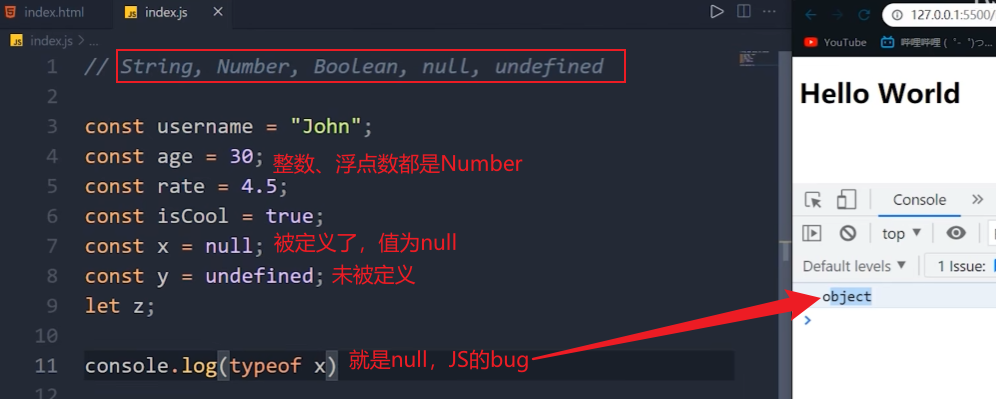 index.html
index.js
index.js > ...
1 // String, Number, Boolean, null, undefined
2
3 const username = "John";
4 const age = 30; 整数、浮点数都是Number
5 const rate = 4.5;
6 const isCool = true;
7 const x = null; 被定义了，值为null
8 const y = undefined; 未被定义
9 let z;
10
11 console.log(typeof x) 就是null，JS的bug
12
127.0.0.1:5500/
YouTube 哔哩哔哩 (゜-゜)つ...
Hello World
Console »
top
Default levels 1 Issue:
object